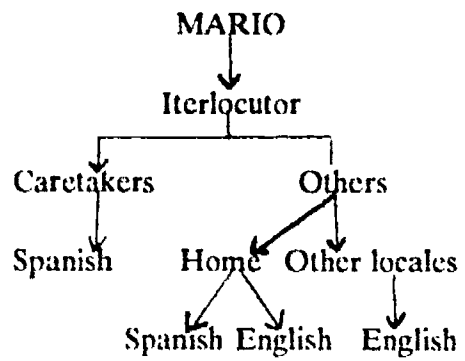 MARIO
Iterlocutor
Caretakers Others
Spanish Home Other locales
Spanish English English